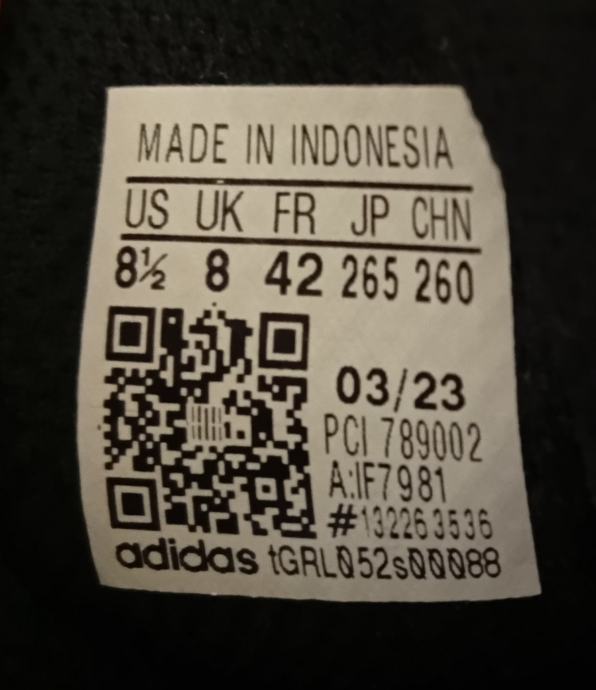 MADE IN INDONESIA
US UK FR JP CHN
8½ 8 42 265 260
03/23
PCI 789002
A:IF7981
#132263536
adidas tGRL052s00088